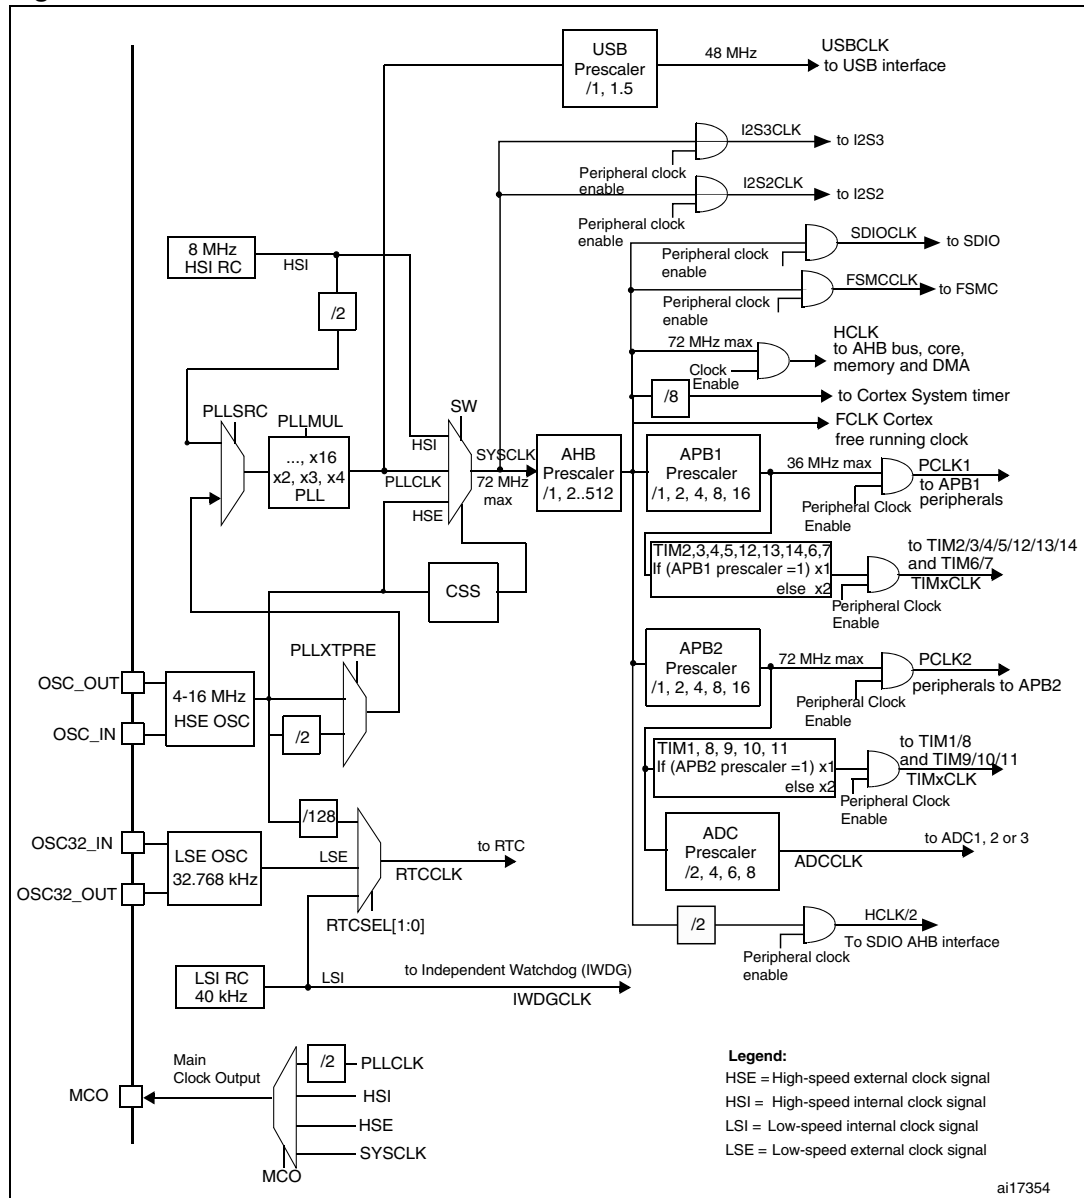 USB
Prescaler
/1, 1.5
48 MHz
USBCLK
to USB interface
I2S3CLK
to I2S3
Peripheral clock
enable
I2S2CLK
to I2S2
Peripheral clock
enable
8 MHz
HSI RC
HSI
/2
SDIOCLK
to SDIO
Peripheral clock
enable
FSMCCLK
to FSMC
Peripheral clock
enable
HCLK
to AHB bus, core,
memory and DMA
72 MHz max
Clock
Enable
/8
to Cortex System timer
FCLK Cortex
free running clock
PLLSRC
PLLMUL
..., x16
x2, x3, x4
PLL
SW
HSI
PLLCLK
HSE
SYSCLK
72 MHz
max
AHB
Prescaler
/1, 2..512
APB1
Prescaler
/1, 2, 4, 8, 16
36 MHz max
PCLK1
to APB1
peripherals
Peripheral Clock
Enable
TIM2,3,4,5,12,13,14,6,7
If (APB1 prescaler =1) x1
else x2
to TIM2/3/4/5/12/13/14
and TIM6/7
TIMxCLK
Peripheral Clock
Enable
CSS
PLLXTPRE
OSC_OUT
OSC_IN
4-16 MHz
HSE OSC
/2
APB2
Prescaler
/1, 2, 4, 8, 16
72 MHz max
PCLK2
peripherals to APB2
Peripheral Clock
Enable
TIM1, 8, 9, 10, 11
If (APB2 prescaler =1) x1
else x2
to TIM1/8
and TIM9/10/11
TIMxCLK
Peripheral Clock
Enable
/128
OSC32_IN
OSC32_OUT
LSE OSC
32.768 kHz
LSE
to RTC
RTCCLK
RTCSEL[1:0]
ADC
Prescaler
/2, 4, 6, 8
to ADC1, 2 or 3
ADCCLK
/2
HCLK/2
To SDIO AHB interface
Peripheral clock
enable
LSI RC
40 kHz
LSI
to Independent Watchdog (IWDG)
IWDGCLK
MCO
Main
Clock Output
/2
PLLCLK
HSI
HSE
SYSCLK
MCO
Legend:
HSE = High-speed external clock signal
HSI = High-speed internal clock signal
LSI = Low-speed internal clock signal
LSE = Low-speed external clock signal
ai17354